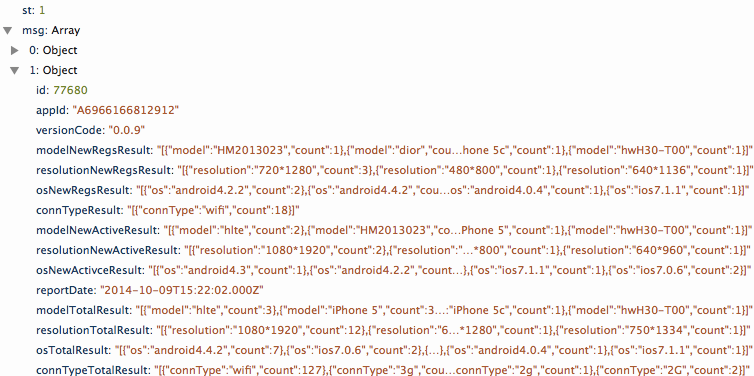 st: 1
msg: Array
0: Object
1: Object
id: 77680
appId: "A6966166812912"
versionCode: "0.0.9"
modelNewRegsResult: "[{"model":"HM2013023","count":1},{"model":"dior","cou…hone 5c","count":1},{"model":"hwH30-T00","count":1}]"
resolutionNewRegsResult: "[{"resolution":"720*1280","count":3},{"resolution":"480*800","count":1},{"resolution":"640*1136","count":1}]"
osNewRegsResult: "[{"os":"android4.2.2","count":2},{"os":"android4.4.2","cou…os":"android4.0.4","count":1},{"os":"ios7.1.1","count":1}]"
connTypeResult: "[{"connType":"wifi","count":18}]"
modelNewActiveResult: "[{"model":"hlte","count":2},{"model":"HM2013023","co…Phone 5","count":1},{"model":"hwH30-T00","count":1}]"
resolutionNewActiveResult: "[{"resolution":"1080*1920","count":2},{"resolution":"…*800","count":1},{"resolution":"640*960","count":1}]"
osNewActivceResult: "[{"os":"android4.3","count":1},{"os":"android4.2.2","count…},{"os":"ios7.1.1","count":1},{"os":"ios7.0.6","count":2}]"
reportDate: "2014-10-09T15:22:02.000Z"
modelTotalResult: "[{"model":"hlte","count":3},{"model":"iPhone 5","count":3…:"iPhone 5c","count":1},{"model":"hwH30-T00","count":1}]"
resolutionTotalResult: "[{"resolution":"1080*1920","count":12},{"resolution":"6…*1280","count":1},{"resolution":"750*1334","count":1}]"
osTotalResult: "[{"os":"android4.4.2","count":7},{"os":"ios7.0.6","count":2},{…},{"os":"android4.0.4","count":1},{"os":"ios7.1.1","count":1}]"
connTypeTotalResult: "[{"connType":"wifi","count":127},{"connType":"3g","cou…connType":"2g","count":1},{"connType":"2G","count":2}]"